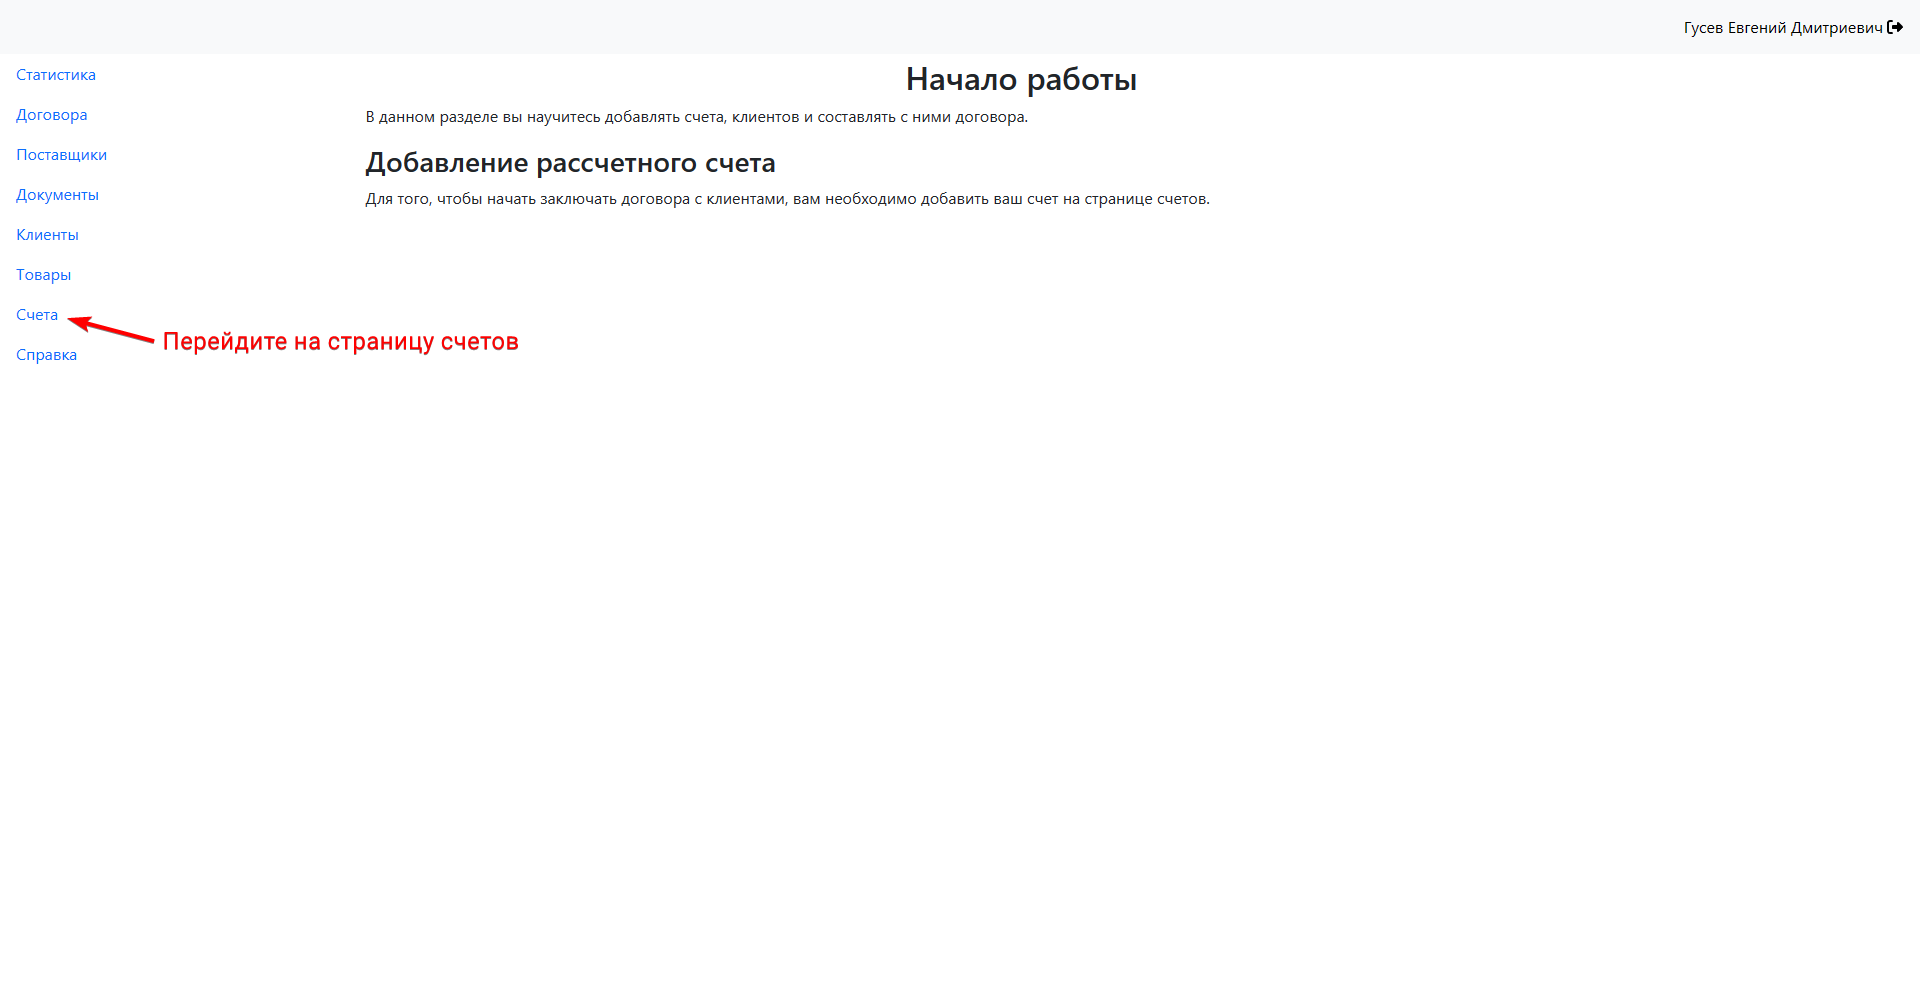 Гусев Евгений Дмитриевич
Статистика
Договора
Поставщики
Документы
Клиенты
Товары
Счета
Справка
Перейдите на страницу счетов
Начало работы
В данном разделе вы научитесь добавлять счета, клиентов и составлять с ними договора.
Добавление рассчетного счета
Для того, чтобы начать заключать договора с клиентами, вам необходимо добавить ваш счет на странице счетов.